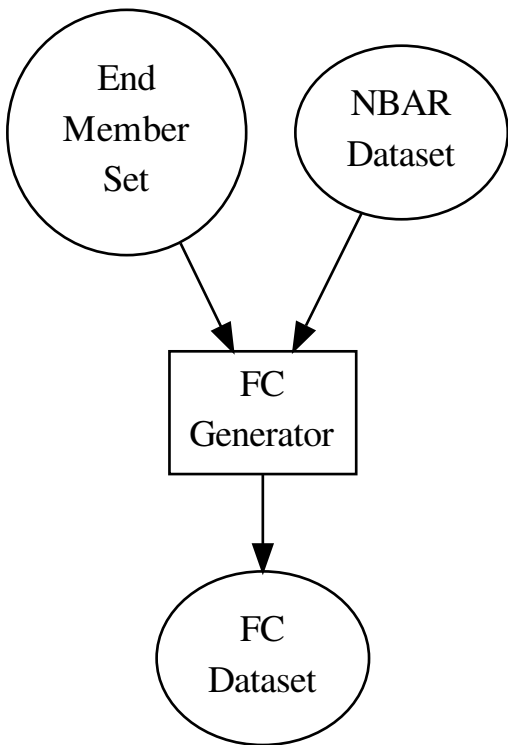 End
Member
Set
NBAR
Dataset
FC
Generator
FC
Dataset